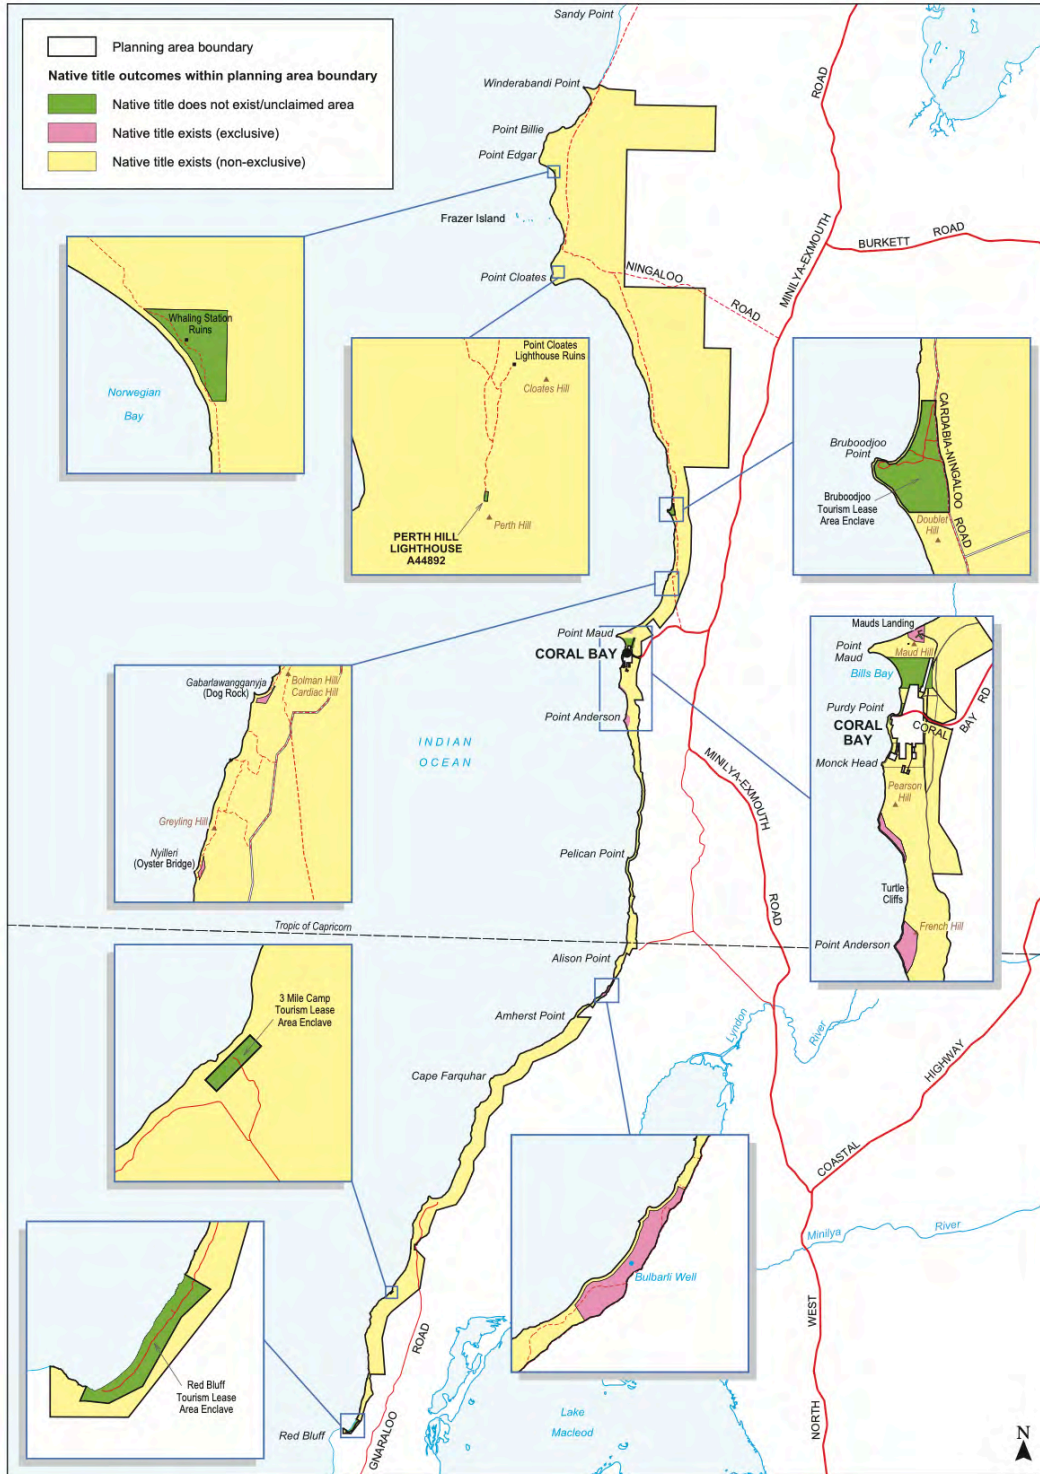 Planning area boundary
Native title outcomes within planning area boundary
Native title does not exist/unclaimed area
Native title exists (exclusive)
Native title exists (non-exclusive)
Sandy Point
Winderabandi Point
Point Billie
Point Edgar
Frazer Island
Point Cloates
NINGALOO
ROAD
MINILYA-EXMOUTH
ROAD
BURKETT
ROAD
Whaling Station
Ruins
Norwegian
Bay
Point Cloates
Lighthouse Ruins
Cloates Hill
Perth Hill
PERTH HILL
LIGHTHOUSE
A44892
Bruboodjoo
Point
Bruboodjoo
Tourism Lease
Area Enclave
Doublet
Hill
CARDABIA-NINGALOO
ROAD
Point Maud
CORAL BAY
Point Anderson
Mauds Landing
Point
Maud
Maud Hill
Bills Bay
Purdy Point
CORAL
BAY
CORAL
BAY
RD
Monck Head
Pearson
Hill
Turtle
Cliffs
French Hill
Point Anderson
Gabarlawangganyja
(Dog Rock)
Bolman Hill/
Cardiac Hill
Greyling Hill
Nyilleri
(Oyster Bridge)
INDIAN
OCEAN
MINILYA-EXMOUTH
ROAD
Pelican Point
Tropic of Capricorn
Alison Point
Amherst Point
Cape Farquhar
Lyndon
River
3 Mile Camp
Tourism Lease
Area Enclave
COASTAL
HIGHWAY
Minilya
River
Bulbarli Well
WEST
NORTH
Red Bluff
Tourism Lease
Area Enclave
Red Bluff
GNARALOO
ROAD
Lake
Macleod
N